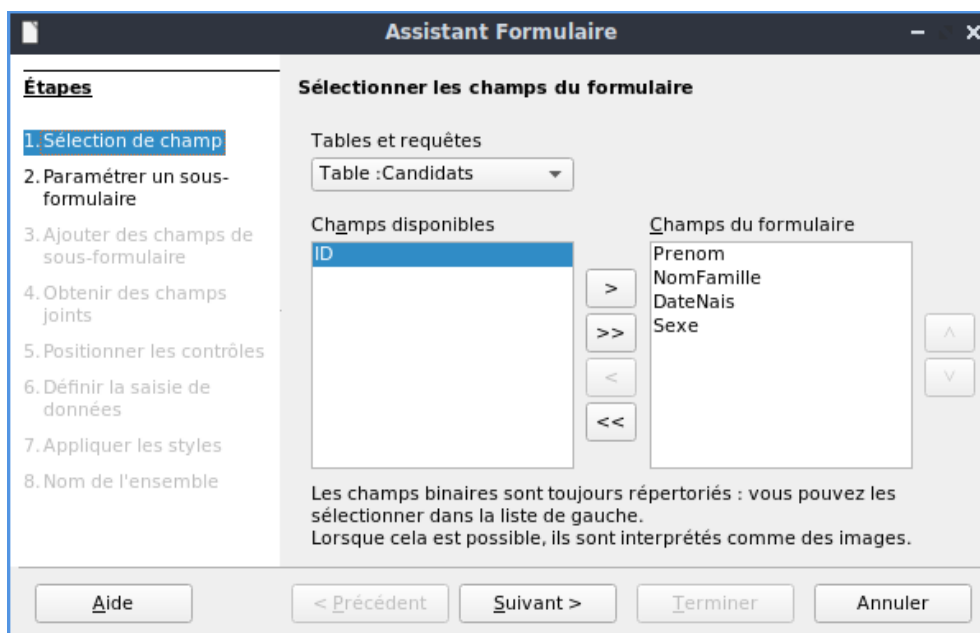 Assistant Formulaire
Étapes
1. Sélection de champ
2. Paramétrer un sous-
formulaire
3. Ajouter des champs de
sous-formulaire
4. Obtenir des champs
joints
5. Positionner les contrôles
6. Définir la saisie de
données
7. Appliquer les styles
8. Nom de l'ensemble
Sélectionner les champs du formulaire
Tables et requêtes
Table :Candidats
Champs disponibles
ID
>
>>
<
<<
Champs du formulaire
Prenom
NomFamille
DateNais
Sexe
Les champs binaires sont toujours répertoriés : vous pouvez les
sélectionner dans la liste de gauche.
Lorsque cela est possible, ils sont interprétés comme des images.
Aide
< Précédent
Suivant >
Terminer
Annuler